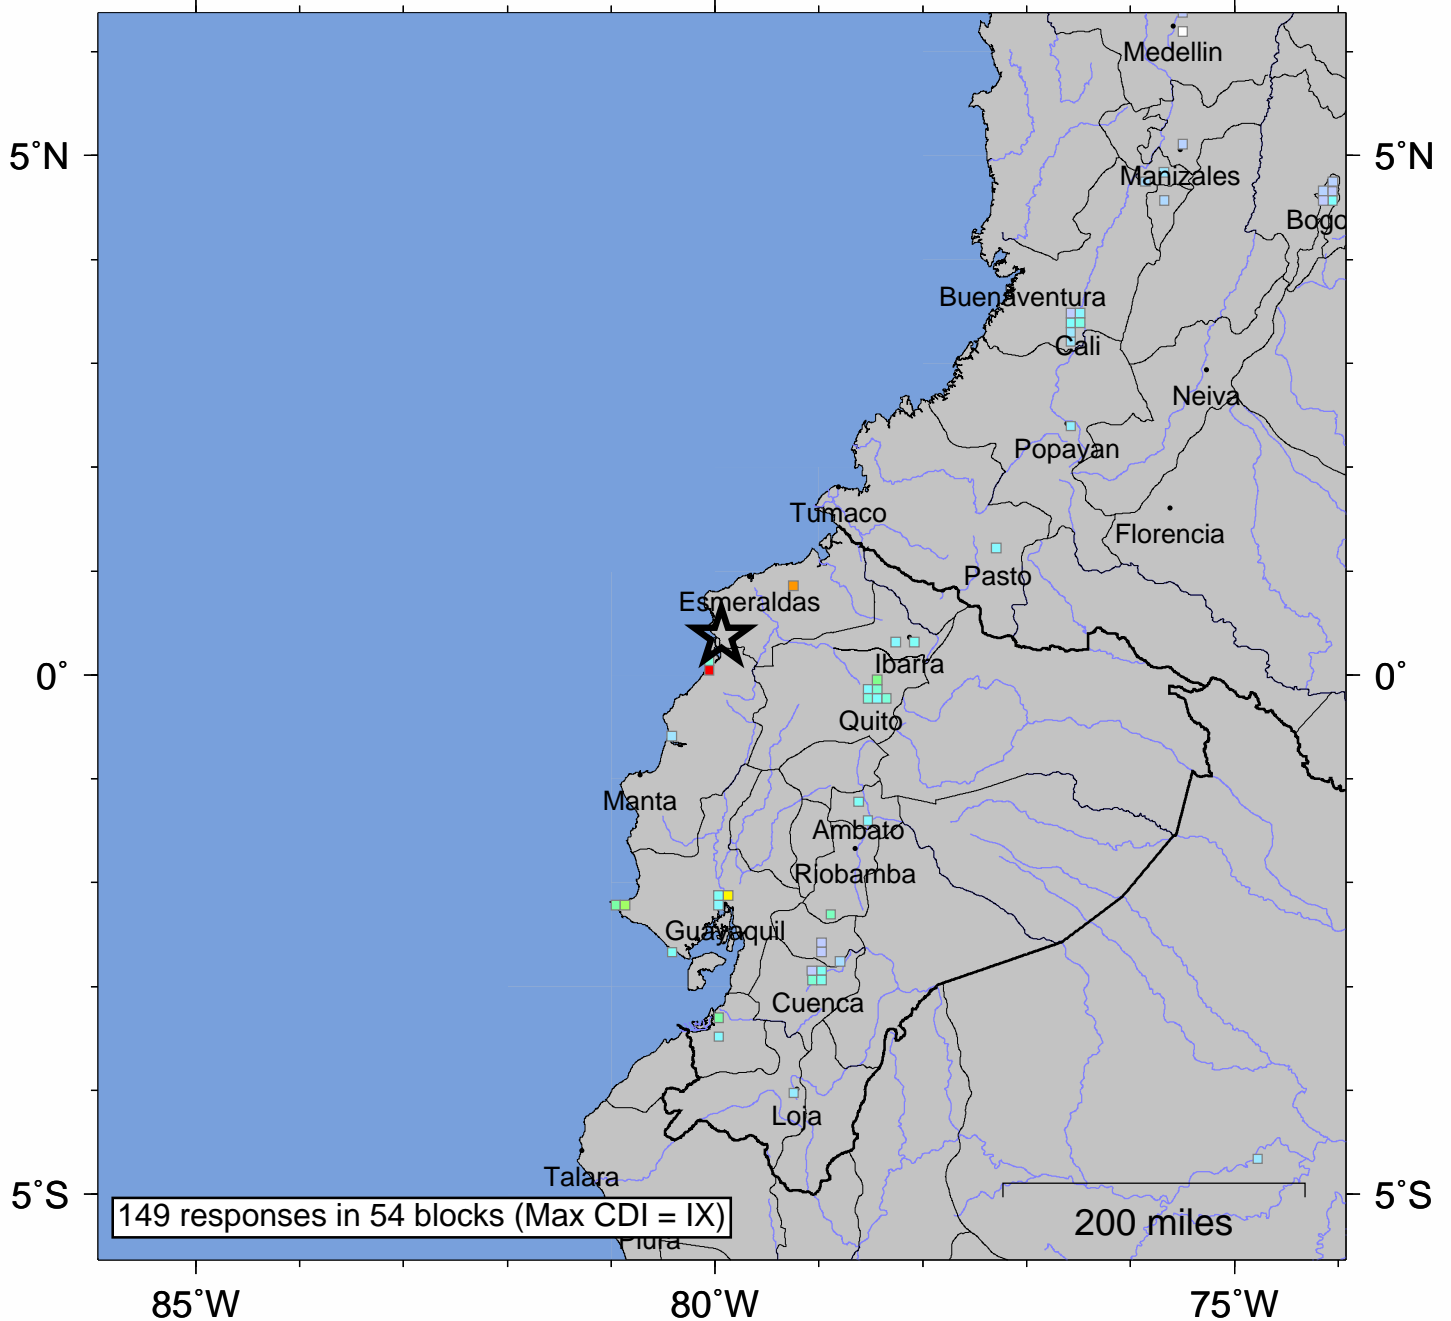 Medellin
5˚N
5˚N
Manizales
Bogo
Buenaventura
Cali
Neiva
Popayan
Tumaco
Florencia
Pasto
Esmeraldas
Ibarra
0˚
0˚
Quito
Manta
Ambato
Riobamba
Guayaquil
Cuenca
Loja
Talara
5˚S
5˚S
149 responses in 54 blocks (Max CDI = IX)
200 miles
Piura
85˚W
80˚W
75˚W